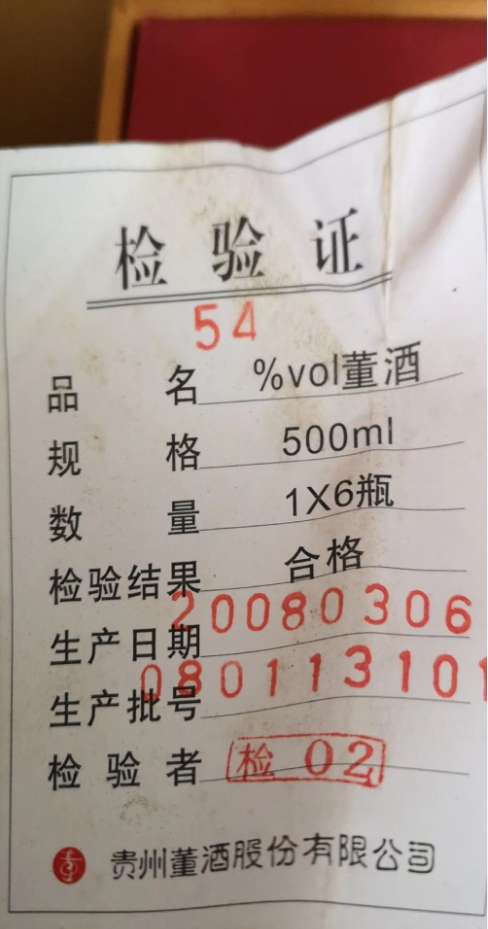 检验证
54
品名 %vol董酒
规格 500ml
数量 1X6瓶
检验结果 合格
生产日期 20080306
生产批号 0801113101
检验者 检 02
贵州董酒股份有限公司